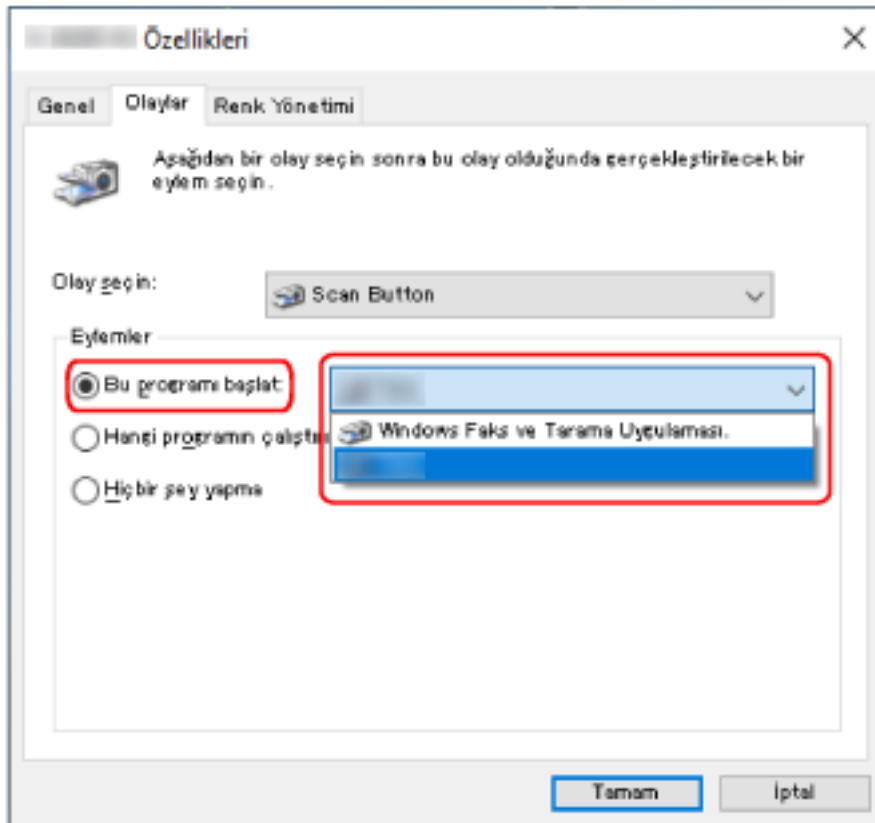 Özellikleri
Genel Olaylar Renk Yönetimi
Aşağıdan bir olay seçin sonra bu olay olduğunda gerçekleştirilecek bir
eylem seçin.
Olay seçin:
Scan Button
Eylemler
Bu programı başlat:
Windows Faks ve Tarama Uygulaması.
Hangi programın çalıştır
Hiçbir şey yapma
Tamam İptal